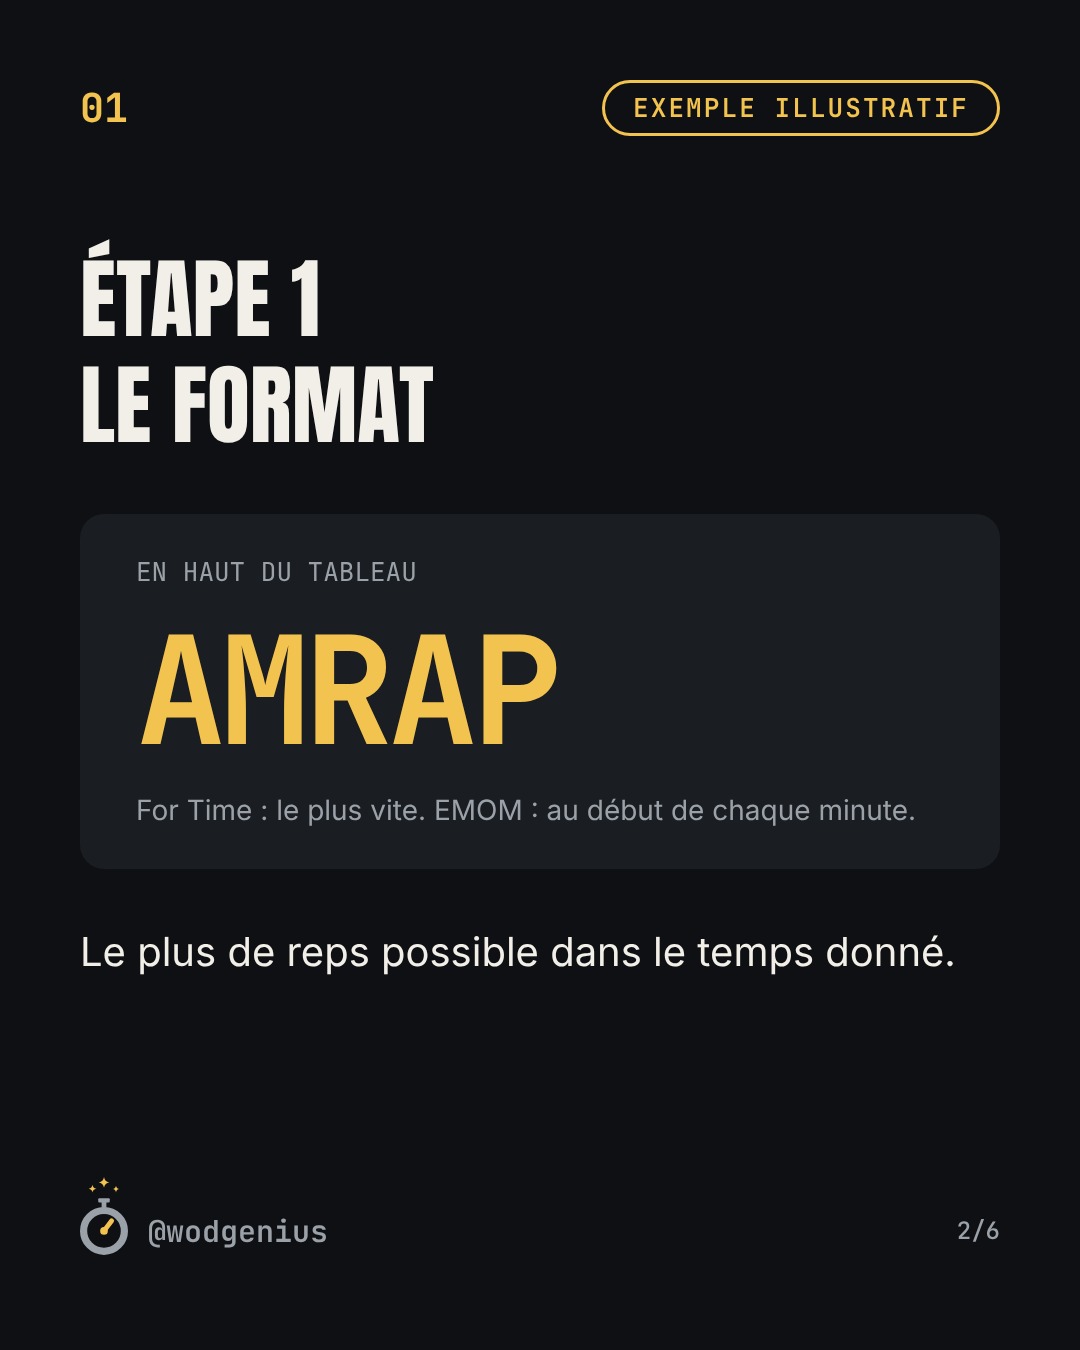 01
EXEMPLE ILLUSTRATIF
ÉTAPE 1
LE FORMAT
EN HAUT DU TABLEAU
AMRAP
For Time : le plus vite. EMOM : au début de chaque minute.
Le plus de reps possible dans le temps donné.
@wodgenius
2/6